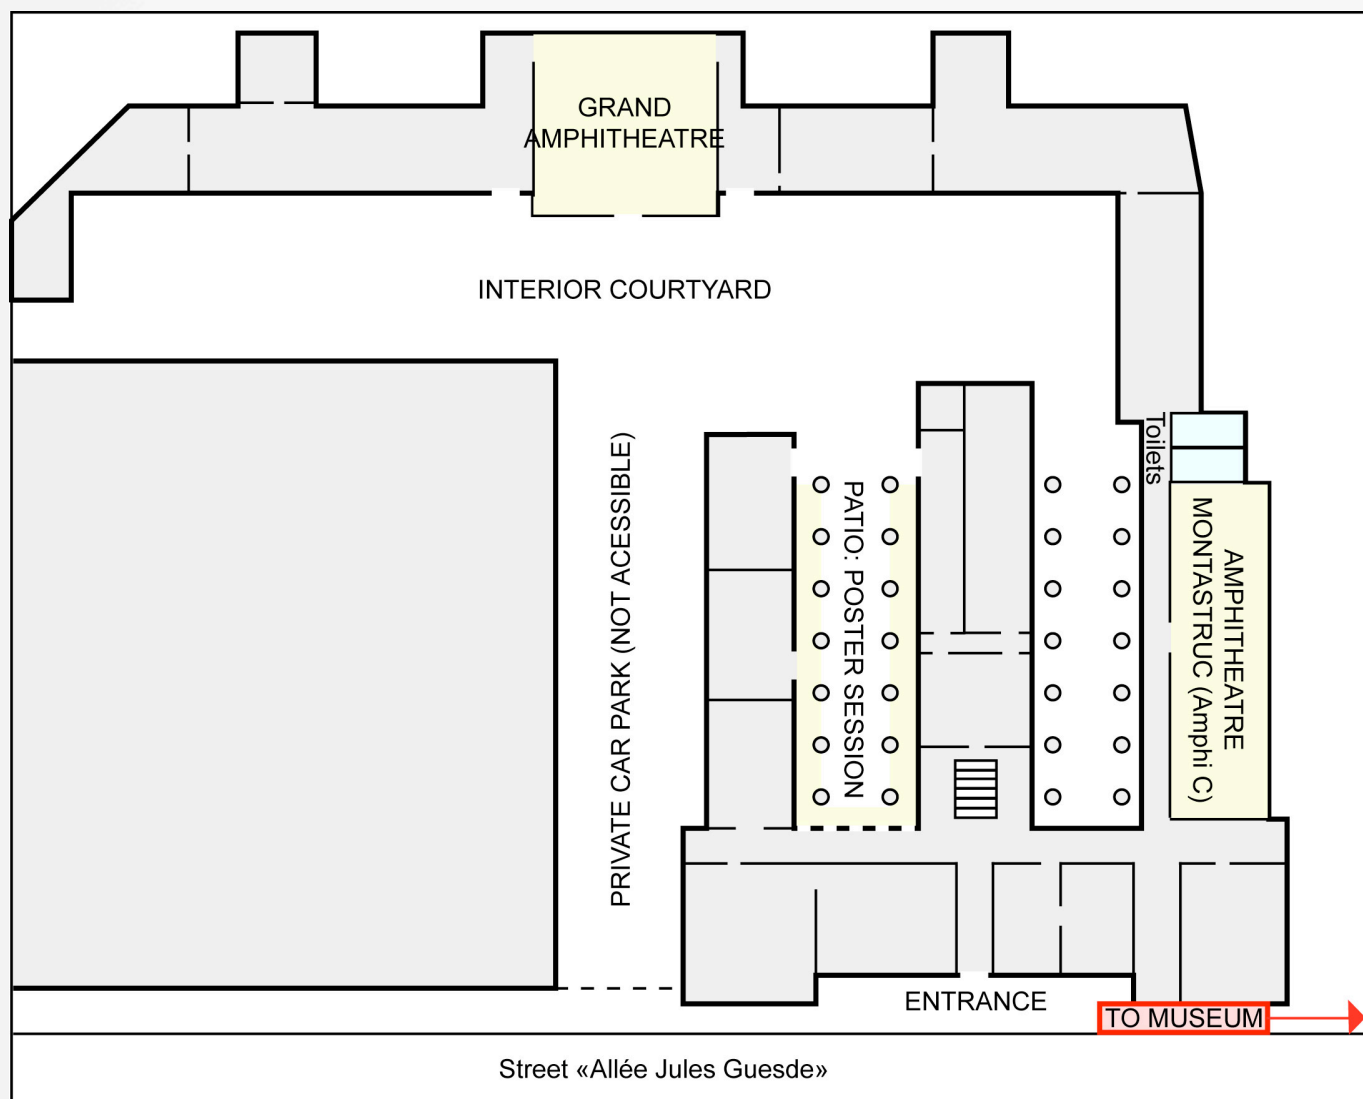 GRAND
AMPHITHEATRE
INTERIOR COURTYARD
PRIVATE CAR PARK (NOT ACESSIBLE)
PATIO: POSTER SESSION
Toilets
AMPHITHEATRE
MONTASTRUC (Amphi C)
ENTRANCE
TO MUSEUM
Street «Allée Jules Guesde»